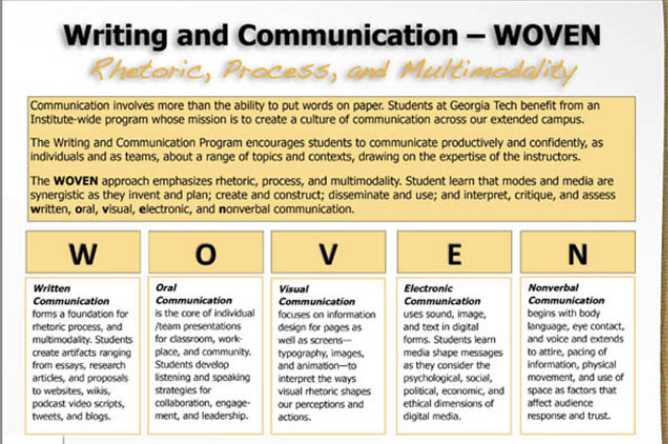 Writing and Communication – WOVEN
Rhetoric, Process, and Multimodality
Communication involves more than the ability to put words on paper. Students at Georgia Tech benefit from an
Institute-wide program whose mission is to create a culture of communication across our extended campus.
The Writing and Communication Program encourages students to communicate productively and confidently, as
individuals and as teams, about a range of topics and contexts, drawing on the expertise of the instructors.
The WOVEN approach emphasizes rhetoric, process, and multimodality. Student learn that modes and media are
synergistic as they invent and plan; create and construct; disseminate and use; and interpret, critique, and assess
written, oral, visual, electronic, and nonverbal communication.
W
Written
Communication
forms a foundation for
rhetoric process, and
multimodality. Students
create artifacts ranging
from essays, research
articles, and proposals
to websites, wikis,
podcast video scripts,
tweets, and blogs.
O
Oral
Communication
is the core of individual
/team presentations
for classroom, work-
place, and community.
Students develop
listening and speaking
strategies for
collaboration, engage-
ment, and leadership.
V
Visual
Communication
focuses on information
design for pages as
well as screens—
typography, images,
and animation—to
interpret the ways
visual rhetoric shapes
our perceptions and
actions.
E
Electronic
Communication
uses sound, image,
and text in digital
forms. Students learn
media shape messages
as they consider the
psychological, social,
political, economic, and
ethical dimensions of
digital media.
N
Nonverbal
Communication
begins with body
language, eye contact,
and voice and extends
to attire, pacing of
information, physical
movement, and use of
space as factors that
affect audience
response and trust.